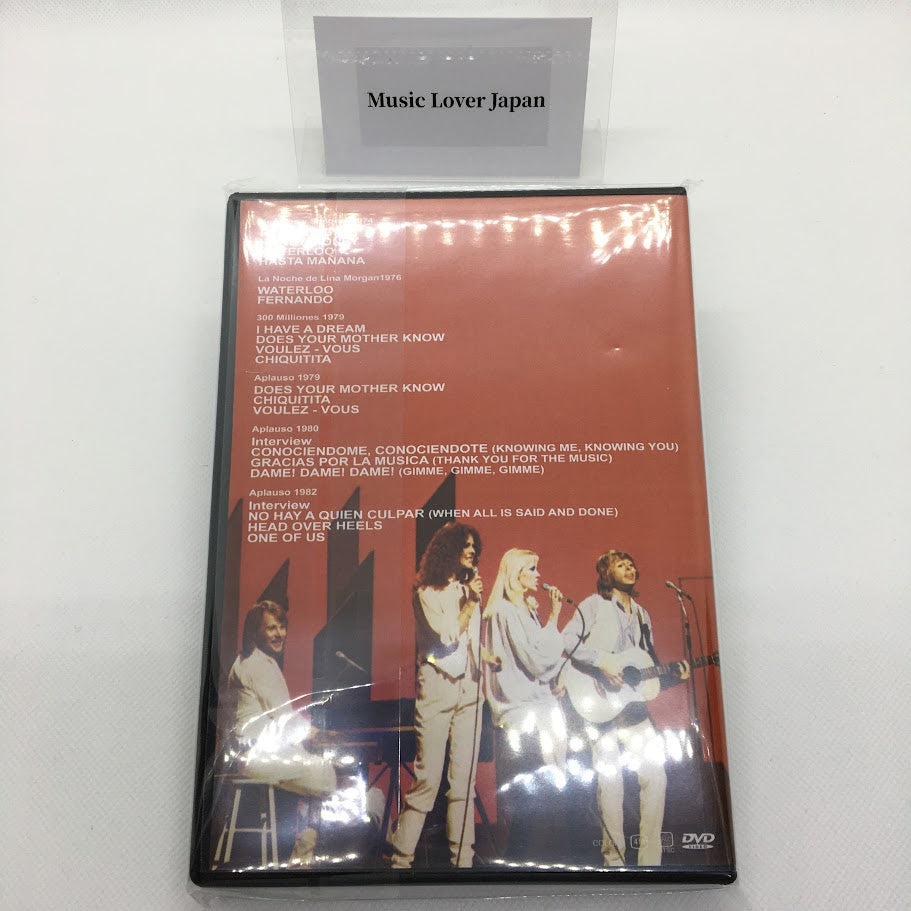 Music Lover Japan
WATERLOO
HASTA MAÑANA
La Noche de Lina Morgan1976
WATERLOO
FERNANDO
300 Milliones 1979
I HAVE A DREAM
DOES YOUR MOTHER KNOW
VOULEZ - VOUS
CHIQUITITA
Aplauso 1979
DOES YOUR MOTHER KNOW
CHIQUITITA
VOULEZ - VOUS
Aplauso 1980
Interview
CONOCIENDOME, CONOCIENDOTE (KNOWING ME, KNOWING YOU)
GRACIAS POR LA MUSICA (THANK YOU FOR THE MUSIC)
DAME! DAME! DAME! (GIMME, GIMME, GIMME)
Aplauso 1982
Interview
NO HAY A QUIEN CULPAR (WHEN ALL IS SAID AND DONE)
HEAD OVER HEELS
ONE OF US
DVD
VIDEO